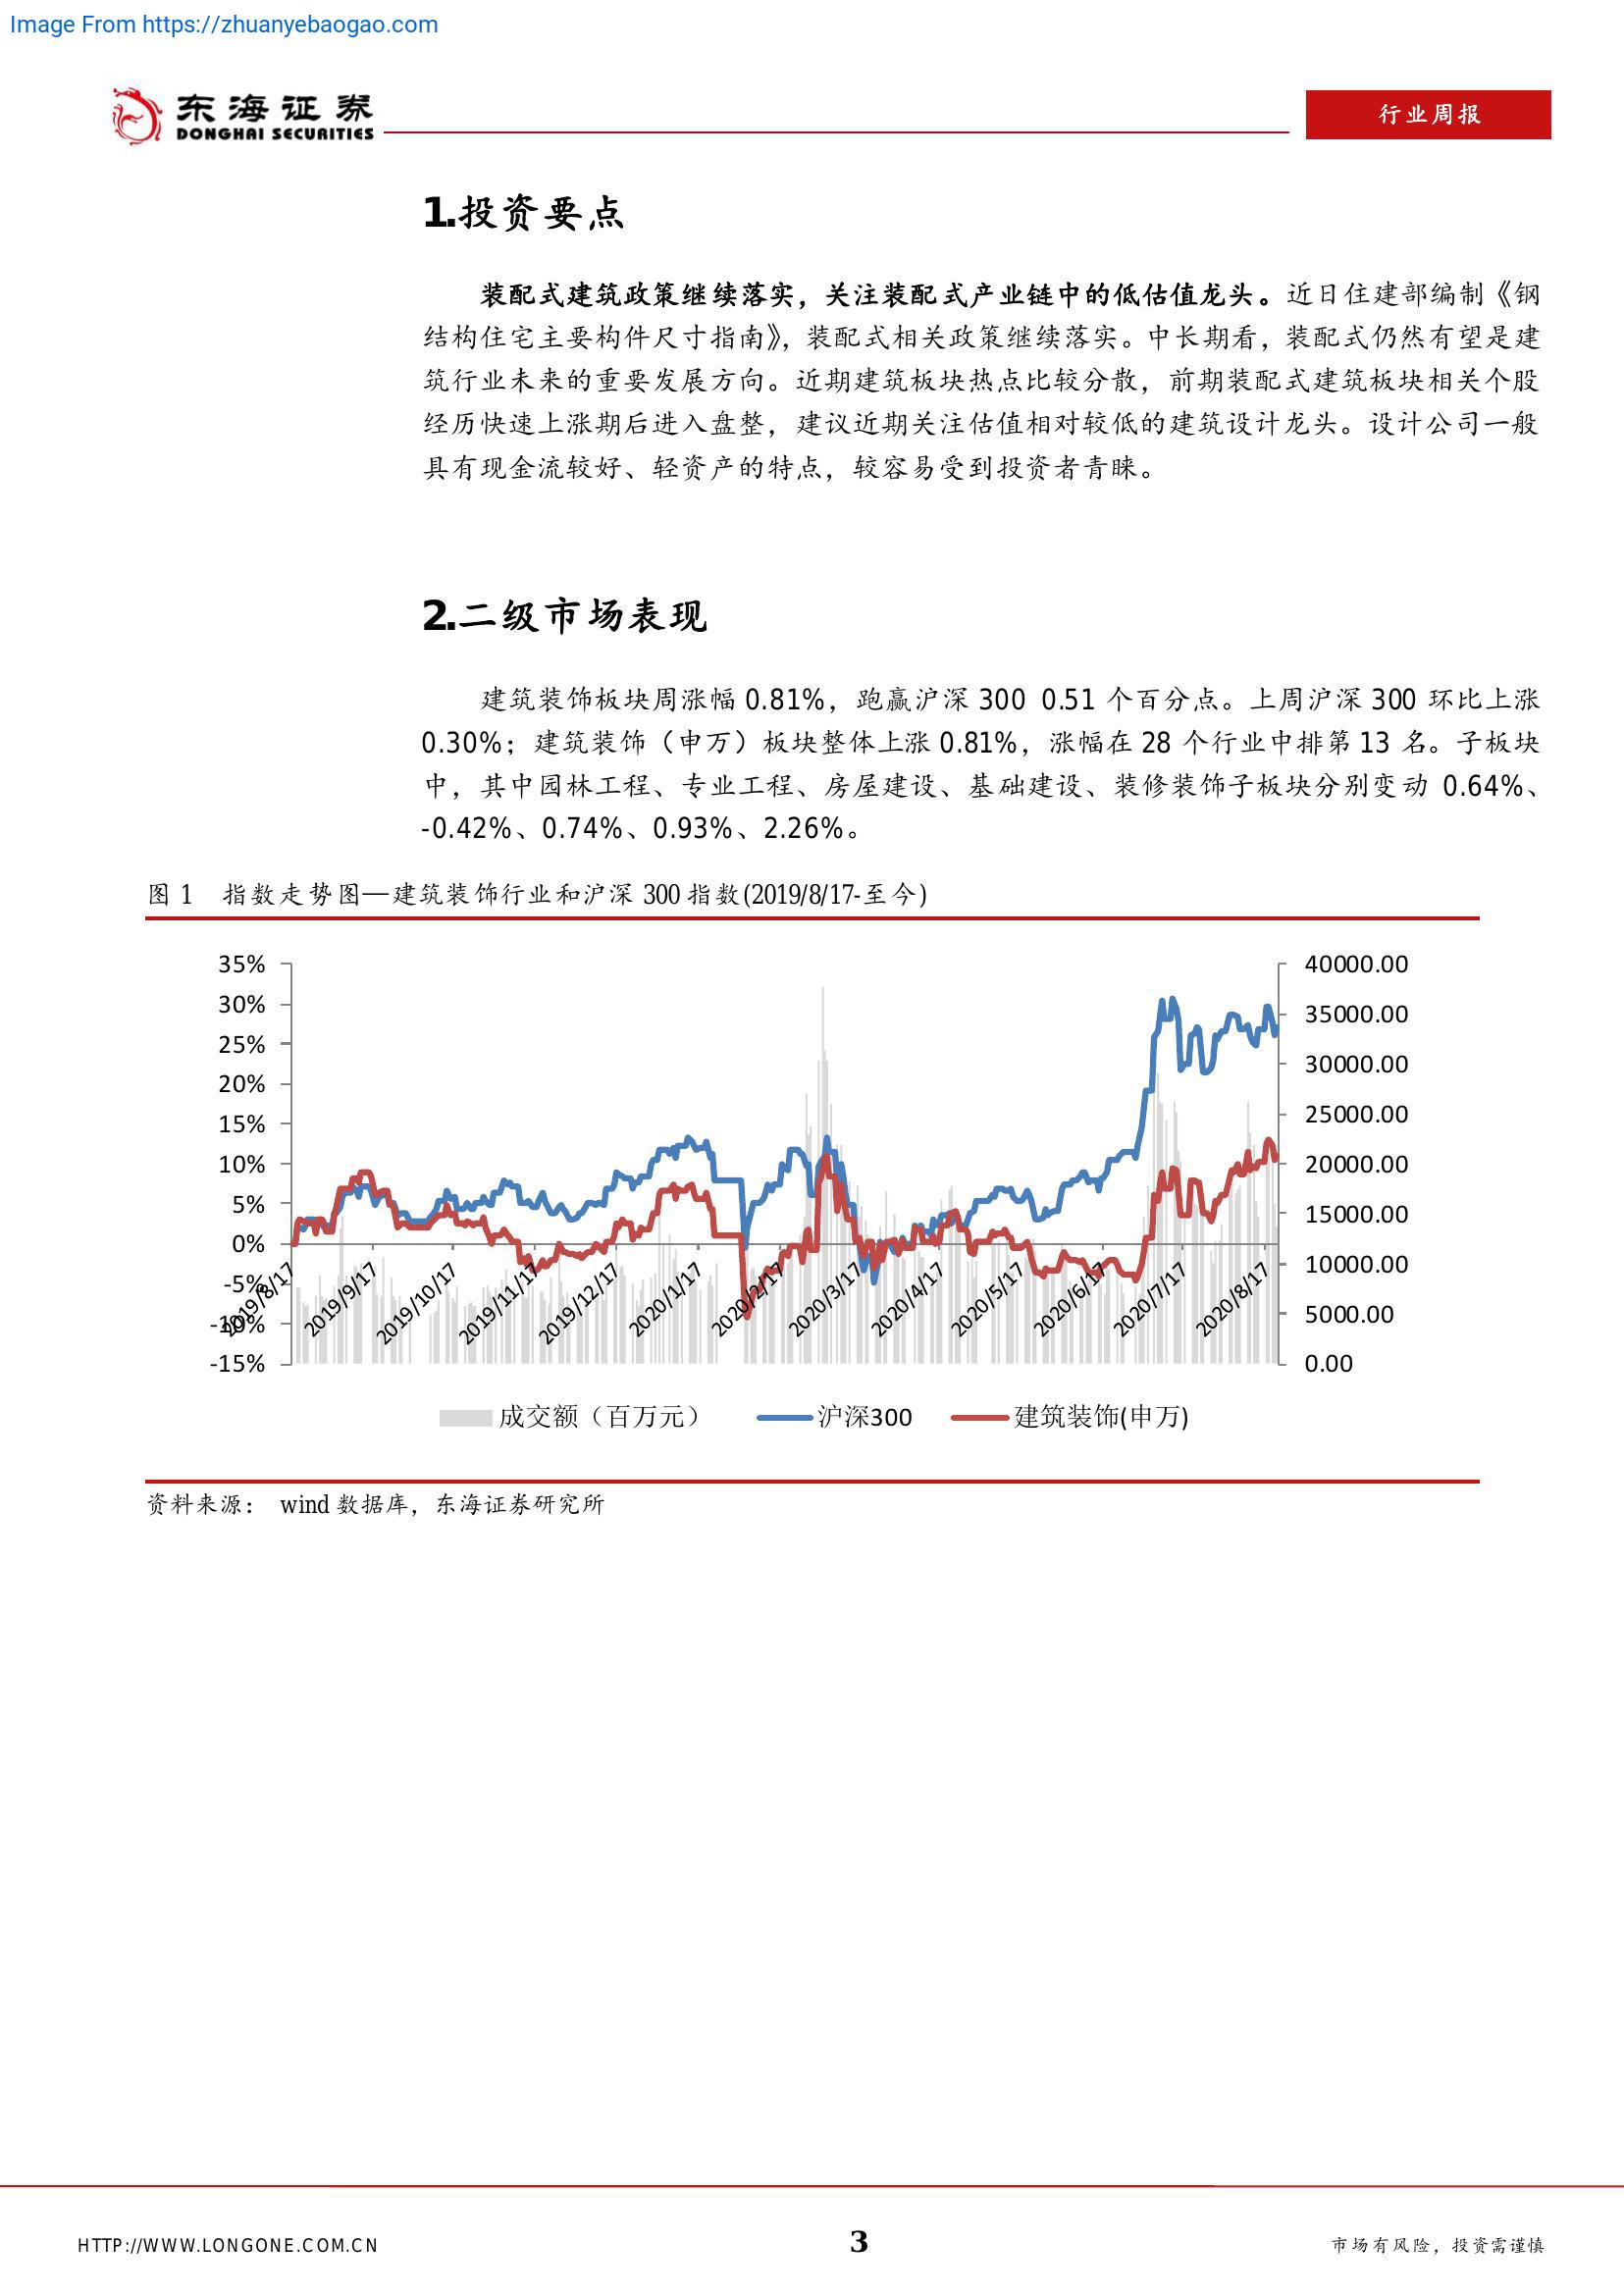 Image From https://zhuanyebaogao.com
东海证券
DONGHAI SECURITIES
行业周报
1.投资要点
装配式建筑政策继续落实，关注装配式产业链中的低估值龙头。近日住建部编制《钢
结构住宅主要构件尺寸指南》，装配式相关政策继续落实。中长期看，装配式仍然有望是建
筑行业未来的重要发展方向。近期建筑板块热点比较分散，前期装配式建筑板块相关个股
经历快速上涨期后进入盘整，建议近期关注估值相对较低的建筑设计龙头。设计公司一般
具有现金流较好、轻资产的特点，较容易受到投资者青睐。
2.二级市场表现
建筑装饰板块周涨幅 0.81%，跑赢沪深 300 0.51 个百分点。上周沪深 300 环比上涨
0.30%；建筑装饰（申万）板块整体上涨 0.81%，涨幅在 28 个行业中排第 13 名。子板块
中，其中园林工程、专业工程、房屋建设、基础建设、装修装饰子板块分别变动 0.64%、
-0.42%、0.74%、0.93%、2.26%。
图 1 指数走势图—建筑装饰行业和沪深 300 指数(2019/8/17-至今)
35%
30%
25%
20%
15%
10%
5%
0%
-5%
-10%
-15%
40000.00
35000.00
30000.00
25000.00
20000.00
15000.00
10000.00
5000.00
0.00
2019/8/17
2019/9/17
2019/10/17
2019/11/17
2019/12/17
2020/1/17
2020/2/17
2020/3/17
2020/4/17
2020/5/17
2020/6/17
2020/7/17
2020/8/17
成交额（百万元）
沪深300
建筑装饰(申万)
资料来源： wind 数据库，东海证券研究所
HTTP://WWW.LONGONE.COM.CN
3
市场有风险，投资需谨慎